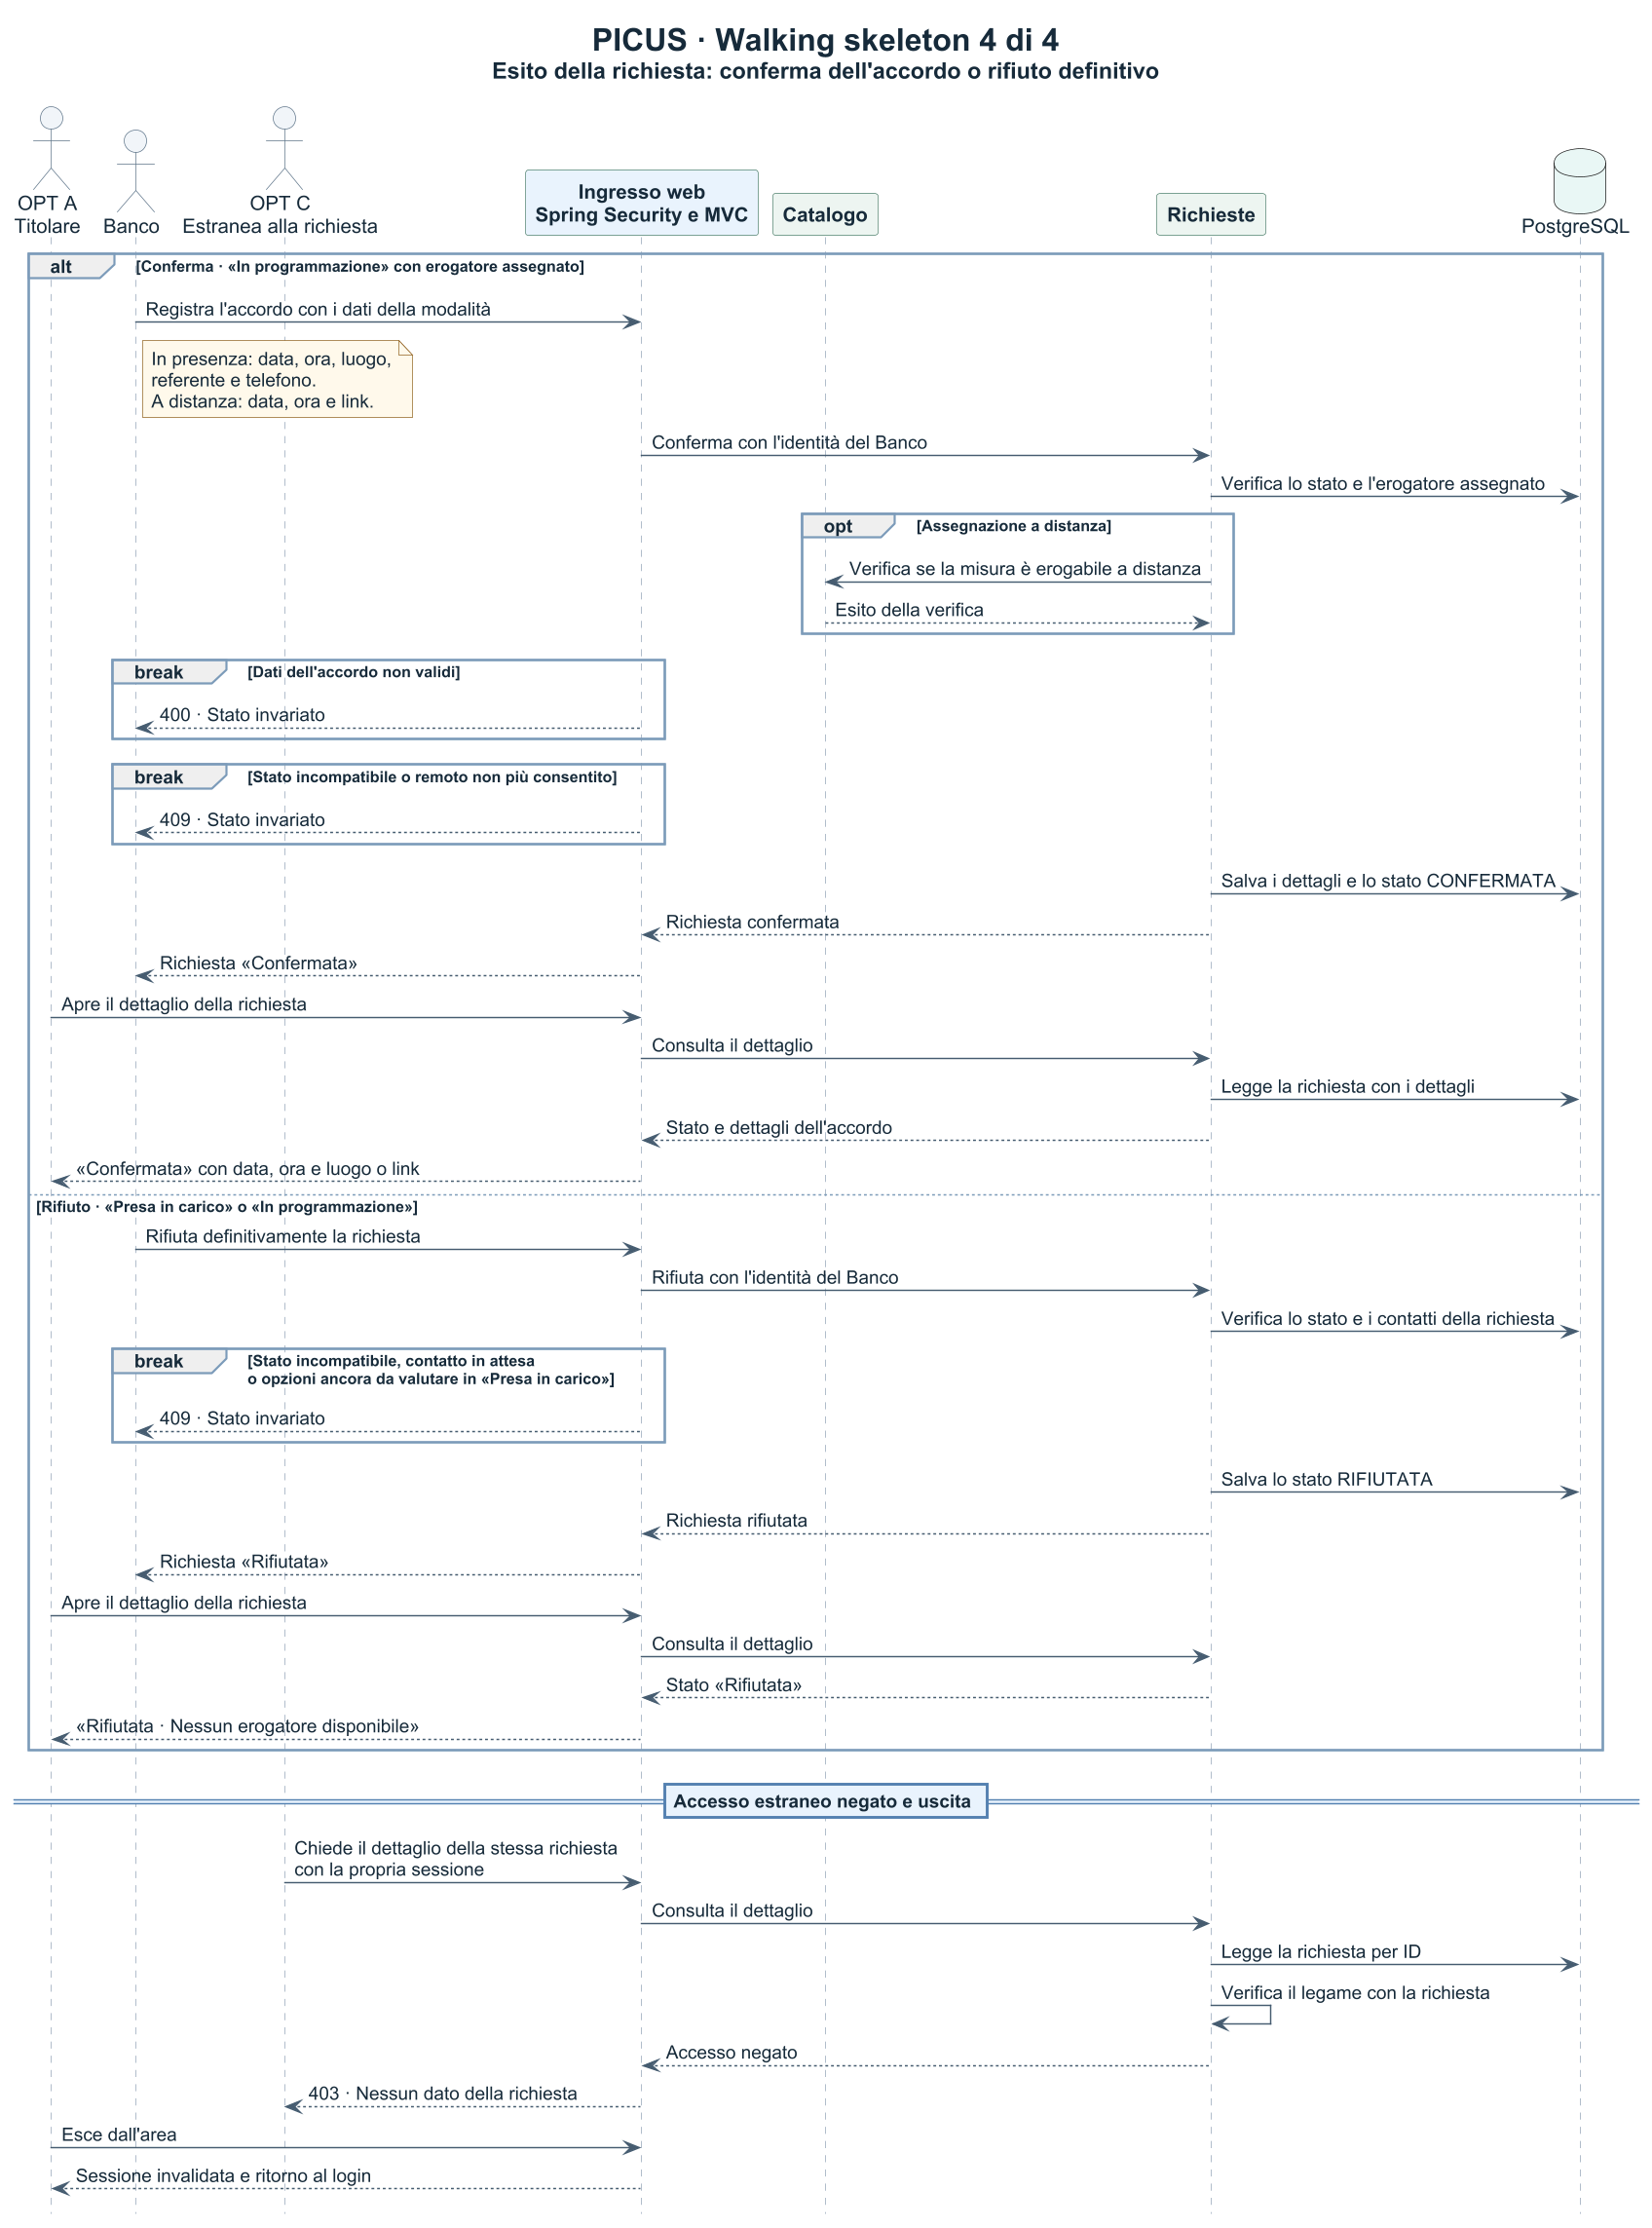 PICUS · Walking skeleton 4 di 4
Esito della richiesta: conferma dell'accordo o rifiuto definitivo
OPT A
Titolare
Banco
OPT C
Estranea alla richiesta
Ingresso web
Spring Security e MVC
Catalogo
Richieste
PostgreSQL
alt [Conferma · «In programmazione» con erogatore assegnato]
Registra l'accordo con i dati della modalità
In presenza: data, ora, luogo,
referente e telefono.
A distanza: data, ora e link.
Conferma con l'identità del Banco
Verifica lo stato e l'erogatore assegnato
opt [Assegnazione a distanza]
Verifica se la misura è erogabile a distanza
Esito della verifica
break [Dati dell'accordo non validi]
400 · Stato invariato
break [Stato incompatibile o remoto non più consentito]
409 · Stato invariato
Salva i dettagli e lo stato CONFERMATA
Richiesta confermata
Richiesta «Confermata»
Apre il dettaglio della richiesta
Consulta il dettaglio
Legge la richiesta con i dettagli
Stato e dettagli dell'accordo
«Confermata» con data, ora e luogo o link
[Rifiuto · «Presa in carico» o «In programmazione»]
Rifiuta definitivamente la richiesta
Rifiuta con l'identità del Banco
Verifica lo stato e i contatti della richiesta
break [Stato incompatibile, contatto in attesa
o opzioni ancora da valutare in «Presa in carico»]
409 · Stato invariato
Salva lo stato RIFIUTATA
Richiesta rifiutata
Richiesta «Rifiutata»
Apre il dettaglio della richiesta
Consulta il dettaglio
Stato «Rifiutata»
«Rifiutata · Nessun erogatore disponibile»
Accesso estraneo negato e uscita
Chiede il dettaglio della stessa richiesta
con la propria sessione
Consulta il dettaglio
Legge la richiesta per ID
Verifica il legame con la richiesta
Accesso negato
403 · Nessun dato della richiesta
Esce dall'area
Sessione invalidata e ritorno al login